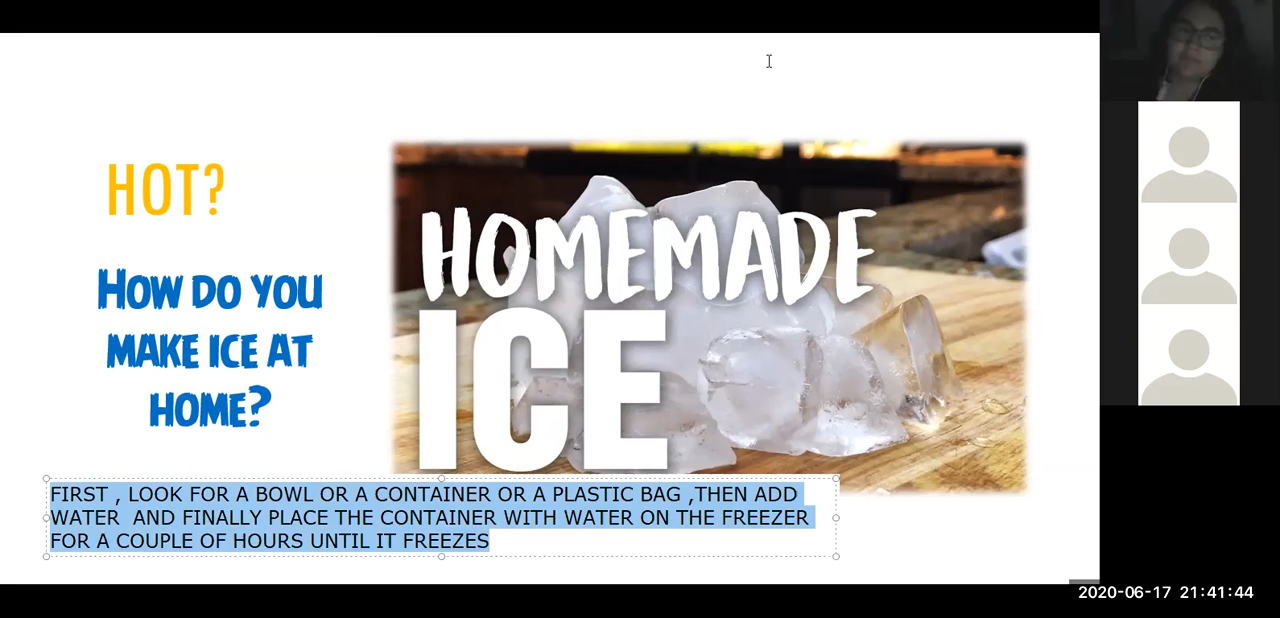 HOT?
HOW DO YOU
MAKE ICE AT
HOME?
HOMEMADE
ICE
FIRST , LOOK FOR A BOWL OR A CONTAINER OR A PLASTIC BAG ,THEN ADD
WATER  AND FINALLY PLACE THE CONTAINER WITH WATER ON THE FREEZER
FOR A COUPLE OF HOURS UNTIL IT FREEZES
2020-06-17 21:41:44